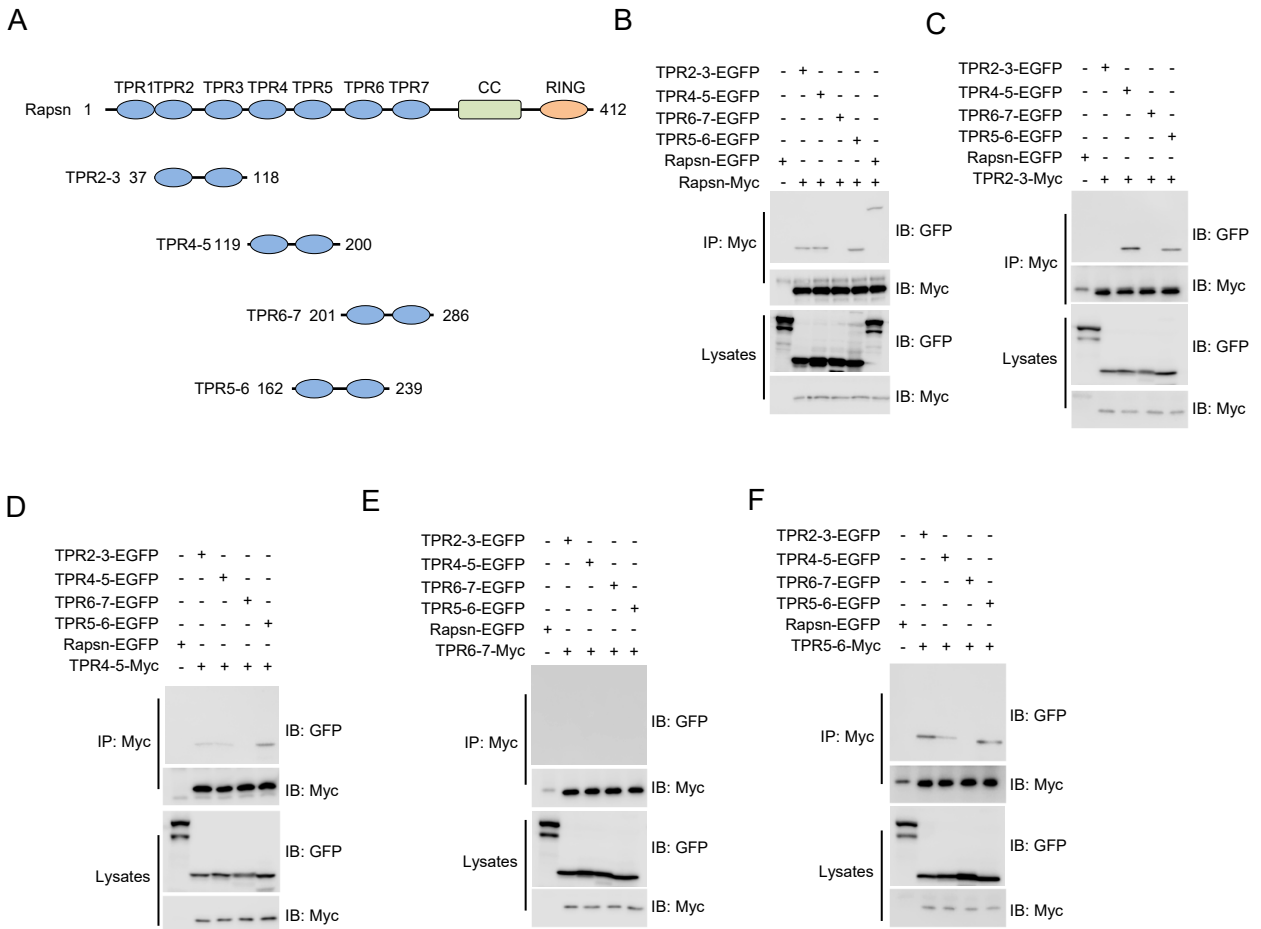 A
TPR1 TPR2 TPR3 TPR4 TPR5 TPR6 TPR7 CC RING
Rapsn 1 412
TPR2-3 37 118
TPR4-5 119 200
TPR6-7 201 286
TPR5-6 162 239
B
TPR2-3-EGFP - + - - - -
TPR4-5-EGFP - - + - - -
TPR6-7-EGFP - - - + - -
TPR5-6-EGFP - - - - + -
Rapsn-EGFP + - - - - +
Rapsn-Myc - + + + + +
IP: Myc
IB: GFP
IB: Myc
Lysates
IB: GFP
IB: Myc
C
TPR2-3-EGFP - + - - -
TPR4-5-EGFP - - + - -
TPR6-7-EGFP - - - + -
TPR5-6-EGFP - - - - +
Rapsn-EGFP + - - - -
TPR2-3-Myc - + + + +
IP: Myc
IB: GFP
IB: Myc
Lysates
IB: GFP
IB: Myc
D
TPR2-3-EGFP - + - - -
TPR4-5-EGFP - - + - -
TPR6-7-EGFP - - - + -
TPR5-6-EGFP - - - - +
Rapsn-EGFP + - - - -
TPR4-5-Myc - + + + +
IP: Myc
IB: GFP
IB: Myc
Lysates
IB: GFP
IB: Myc
E
TPR2-3-EGFP - + - - -
TPR4-5-EGFP - - + - -
TPR6-7-EGFP - - - + -
TPR5-6-EGFP - - - - +
Rapsn-EGFP + - - - -
TPR6-7-Myc - + + + +
IP: Myc
IB: GFP
IB: Myc
Lysates
IB: GFP
IB: Myc
F
TPR2-3-EGFP - + - - -
TPR4-5-EGFP - - + - -
TPR6-7-EGFP - - - + -
TPR5-6-EGFP - - - - +
Rapsn-EGFP + - - - -
TPR5-6-Myc - + + + +
IP: Myc
IB: GFP
IB: Myc
Lysates
IB: GFP
IB: Myc